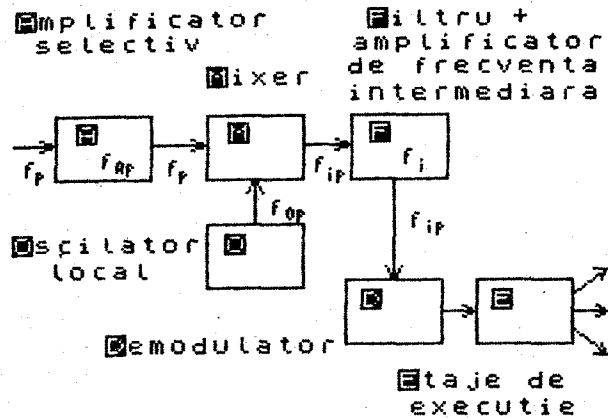 Amplificator
selectiv
Filtru +
amplificator
de frecventa
intermediara
Mixer
A
M
F
fp
fAp
fp
fip
fi
fOp
fip
Oscilator
local
O
D
E
Demodulator
Etaje de
executie